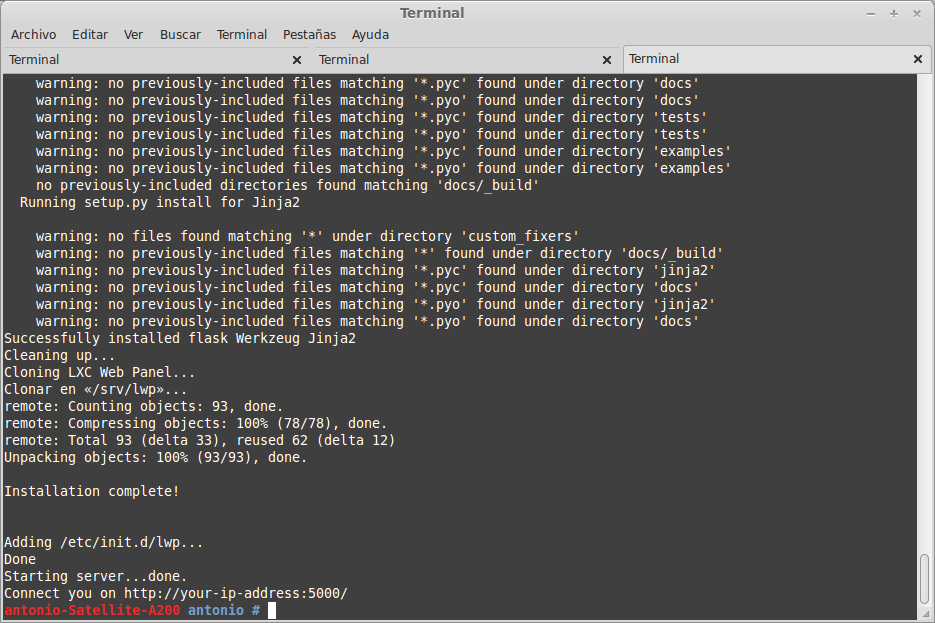 Terminal
Archivo Editar Ver Buscar Terminal Pestañas Ayuda
Terminal Terminal Terminal
warning: no previously-included files matching '*.pyc' found under directory 'docs'
warning: no previously-included files matching '*.pyo' found under directory 'docs'
warning: no previously-included files matching '*.pyc' found under directory 'tests'
warning: no previously-included files matching '*.pyo' found under directory 'tests'
warning: no previously-included files matching '*.pyc' found under directory 'examples'
warning: no previously-included files matching '*.pyo' found under directory 'examples'
no previously-included directories found matching 'docs/_build'
Running setup.py install for Jinja2
warning: no files found matching '*' under directory 'custom_fixers'
warning: no previously-included files matching '*' found under directory 'docs/_build'
warning: no previously-included files matching '*.pyc' found under directory 'jinja2'
warning: no previously-included files matching '*.pyc' found under directory 'docs'
warning: no previously-included files matching '*.pyo' found under directory 'jinja2'
warning: no previously-included files matching '*.pyo' found under directory 'docs'
Successfully installed flask Werkzeug Jinja2
Cleaning up...
Cloning LXC Web Panel...
Clonar en «/srv/lwp»...
remote: Counting objects: 93, done.
remote: Compressing objects: 100% (78/78), done.
remote: Total 93 (delta 33), reused 62 (delta 12)
Unpacking objects: 100% (93/93), done.
Installation complete!
Adding /etc/init.d/lwp...
Done
Starting server...done.
Connect you on http://your-ip-address:5000/
antonio-Satellite-A200 antonio #